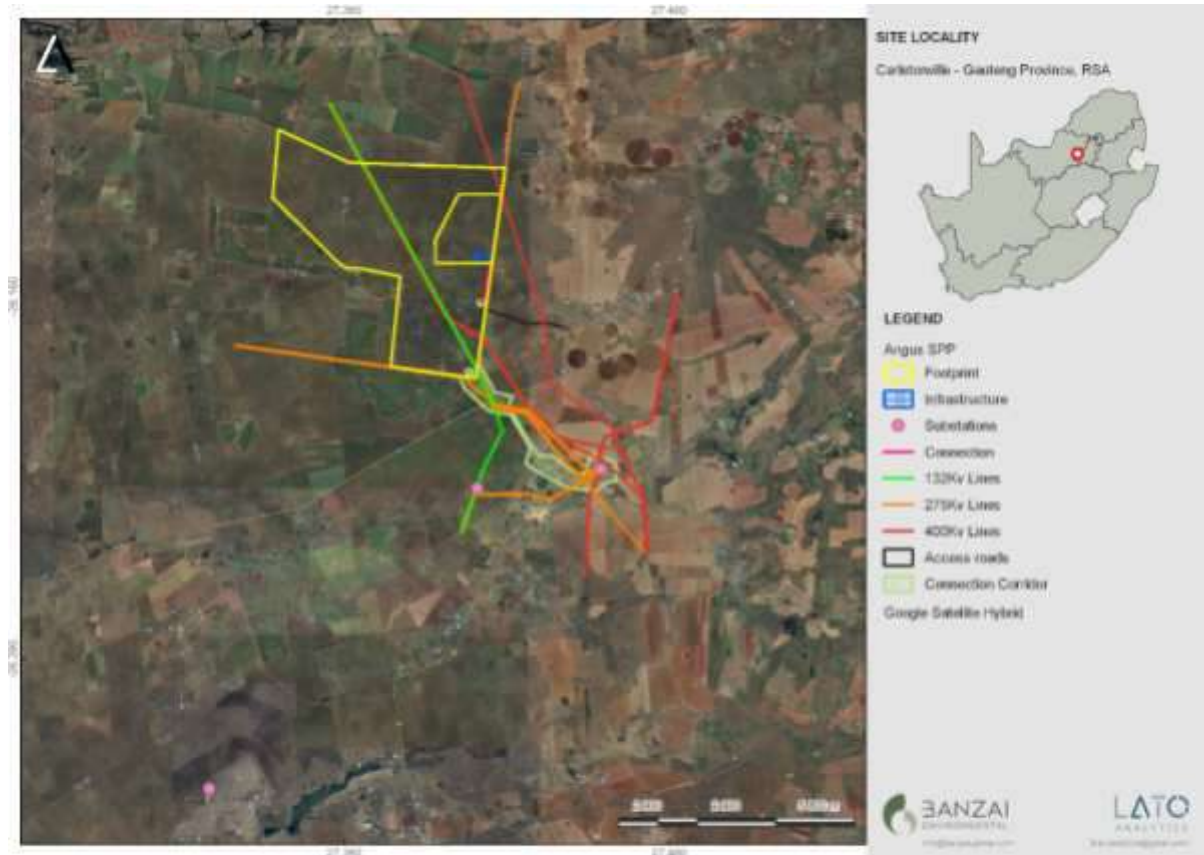 SITE LOCALITY
Carletonville - Gauteng Province, RSA
LEGEND
Angus SPP
Footprint
Infrastructure
Substations
Connection
132Kv Lines
275Kv Lines
400Kv Lines
Access roads
Connection Corridor
Google Satellite Hybrid
BANZAI
ENVIRONMENTAL
LATO
ANALYTICS